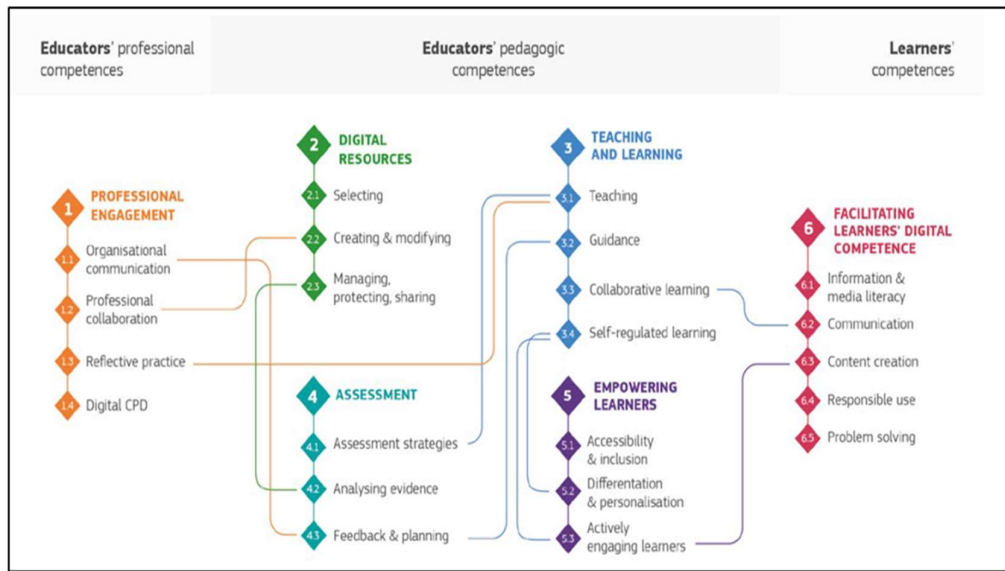 Educators' professional
competences
Educators' pedagogic
competences
Learners'
competences
1
PROFESSIONAL
ENGAGEMENT
1.1
Organisational
communication
1.2
Professional
collaboration
1.3
Reflective practice
1.4
Digital CPD
2
DIGITAL
RESOURCES
2.1
Selecting
2.2
Creating & modifying
2.3
Managing,
protecting, sharing
3
TEACHING
AND LEARNING
3.1
Teaching
3.2
Guidance
3.3
Collaborative learning
3.4
Self-regulated learning
4
ASSESSMENT
4.1
Assessment strategies
4.2
Analysing evidence
4.3
Feedback & planning
5
EMPOWERING
LEARNERS
5.1
Accessibility
& inclusion
5.2
Differentation
& personalisation
5.3
Actively
engaging learners
6
FACILITATING
LEARNERS' DIGITAL
COMPETENCE
6.1
Information &
media literacy
6.2
Communication
6.3
Content creation
6.4
Responsible use
6.5
Problem solving